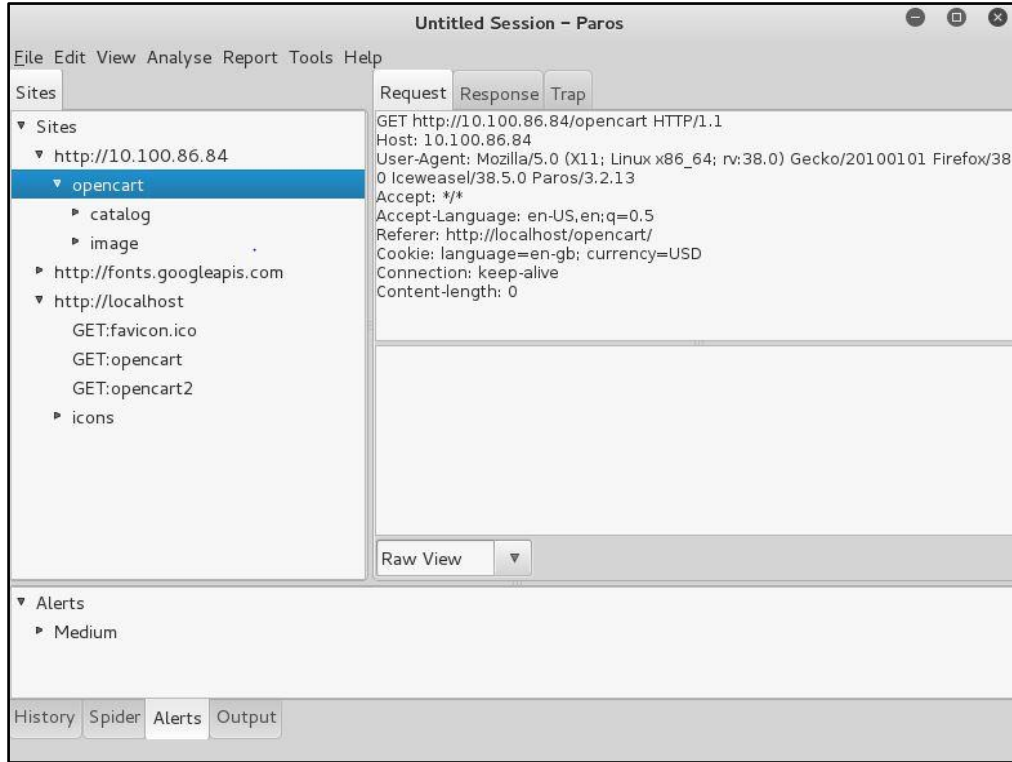 Untitled Session – Paros
File Edit View Analyse Report Tools Help
Sites
Sites
http://10.100.86.84
opencart
catalog
image
http://fonts.googleapis.com
http://localhost
GET:favicon.ico
GET:opencart
GET:opencart2
icons
Request Response Trap
GET http://10.100.86.84/opencart HTTP/1.1
Host: 10.100.86.84
User-Agent: Mozilla/5.0 (X11; Linux x86_64; rv:38.0) Gecko/20100101 Firefox/38
0 Iceweasel/38.5.0 Paros/3.2.13
Accept: */*
Accept-Language: en-US,en;q=0.5
Referer: http://localhost/opencart/
Cookie: language=en-gb; currency=USD
Connection: keep-alive
Content-length: 0
Raw View
Alerts
Medium
History Spider Alerts Output